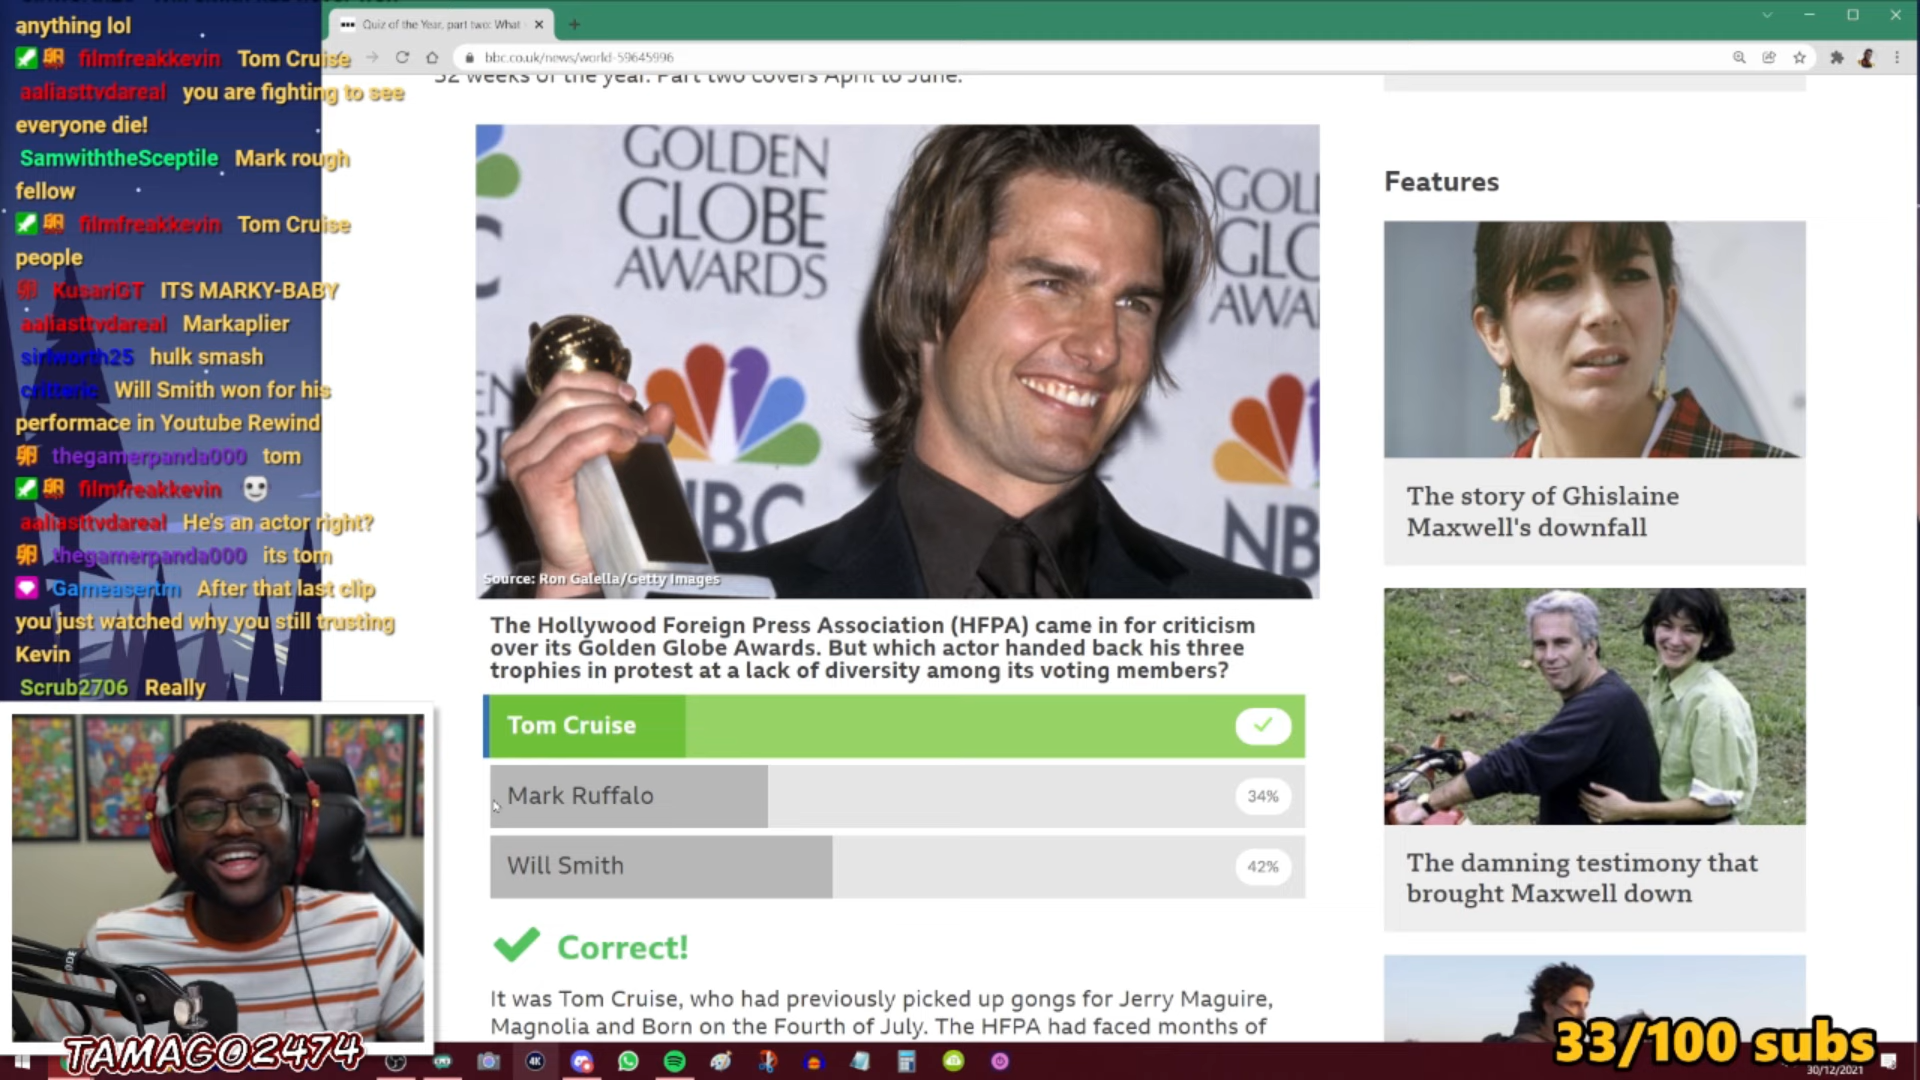 anything lol
filmfreakkevin Tom Cruise
aaliasttvdareal you are fighting to see
everyone die!
SamwiththeSceptile Mark rough
fellow
filmfreakkevin Tom Cruise
people
KusariGT ITS MARKY-BABY
aaliasttvdareal Markaplier
sirlworth25 hulk smash
critteric Will Smith won for his
performace in Youtube Rewind
thegamerpanda000 tom
filmfreakkevin
aaliasttvdareal He's an actor right?
thegamerpanda000 its tom
Gameasertm After that last clip
you just watched why you still trusting
Kevin
Scrub2706 Really
TAMAGO2474
Quiz of the Year, part two: What
bbc.co.uk/news/world-59645996
52 weeks of the year. Part two covers April to June.
GOLDEN
GLOBE
AWARDS
NBC
Source: Ron Galella/Getty Images
The Hollywood Foreign Press Association (HFPA) came in for criticism
over its Golden Globe Awards. But which actor handed back his three
trophies in protest at a lack of diversity among its voting members?
Tom Cruise
Mark Ruffalo 34%
Will Smith 42%
Correct!
It was Tom Cruise, who had previously picked up gongs for Jerry Maguire,
Magnolia and Born on the Fourth of July. The HFPA had faced months of
Features
The story of Ghislaine
Maxwell's downfall
The damning testimony that
brought Maxwell down
33/100 subs
4K
30/12/2021